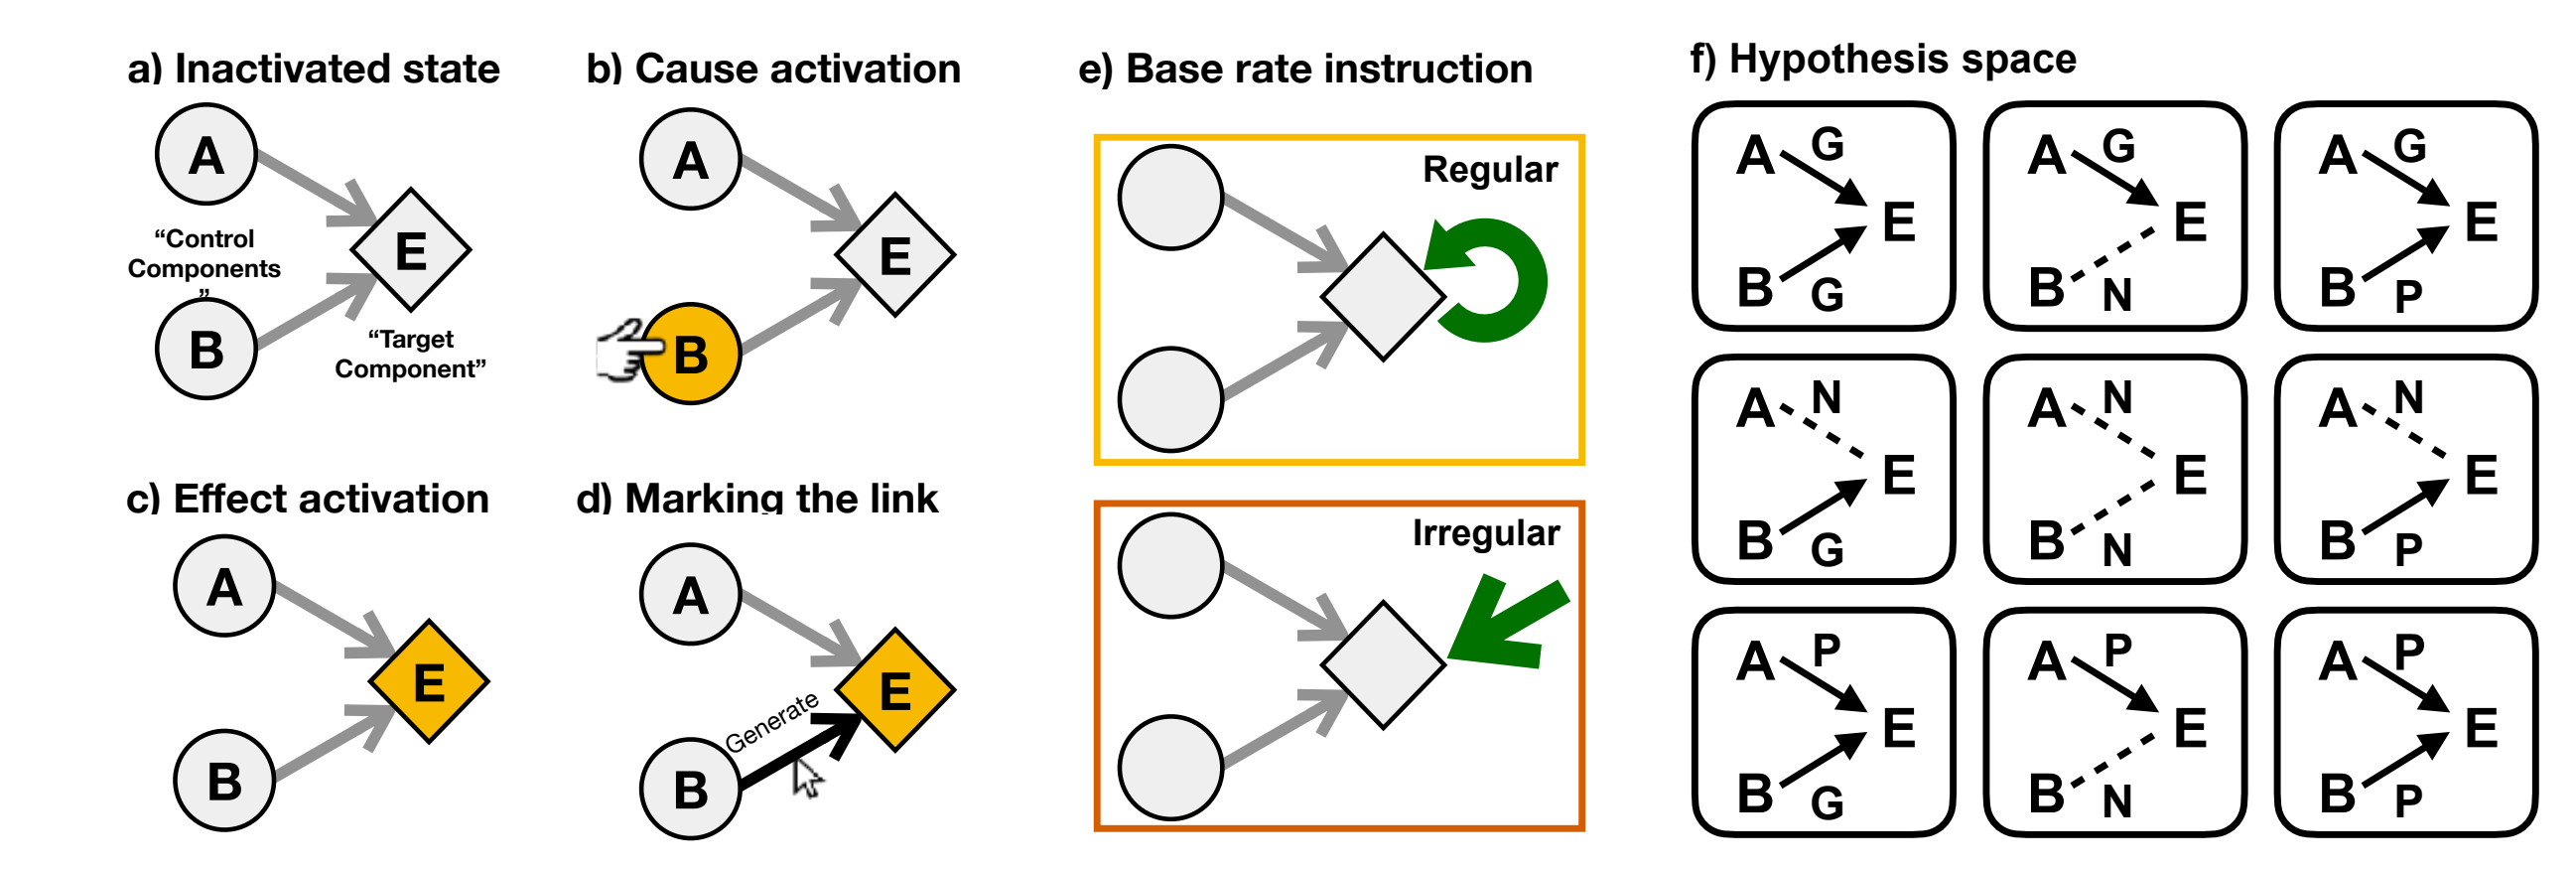 a) Inactivated state
A
“Control
Components
”
B
E
“Target
Component”
b) Cause activation
A
B
E
c) Effect activation
A
B
E
d) Marking the link
A
Generate
B
E
e) Base rate instruction
Regular
Irregular
f) Hypothesis space
A G
E
B G
A G
E
B N
A G
E
B P
A N
E
B G
A N
E
B N
A N
E
B P
A P
E
B G
A P
E
B N
A P
E
B P